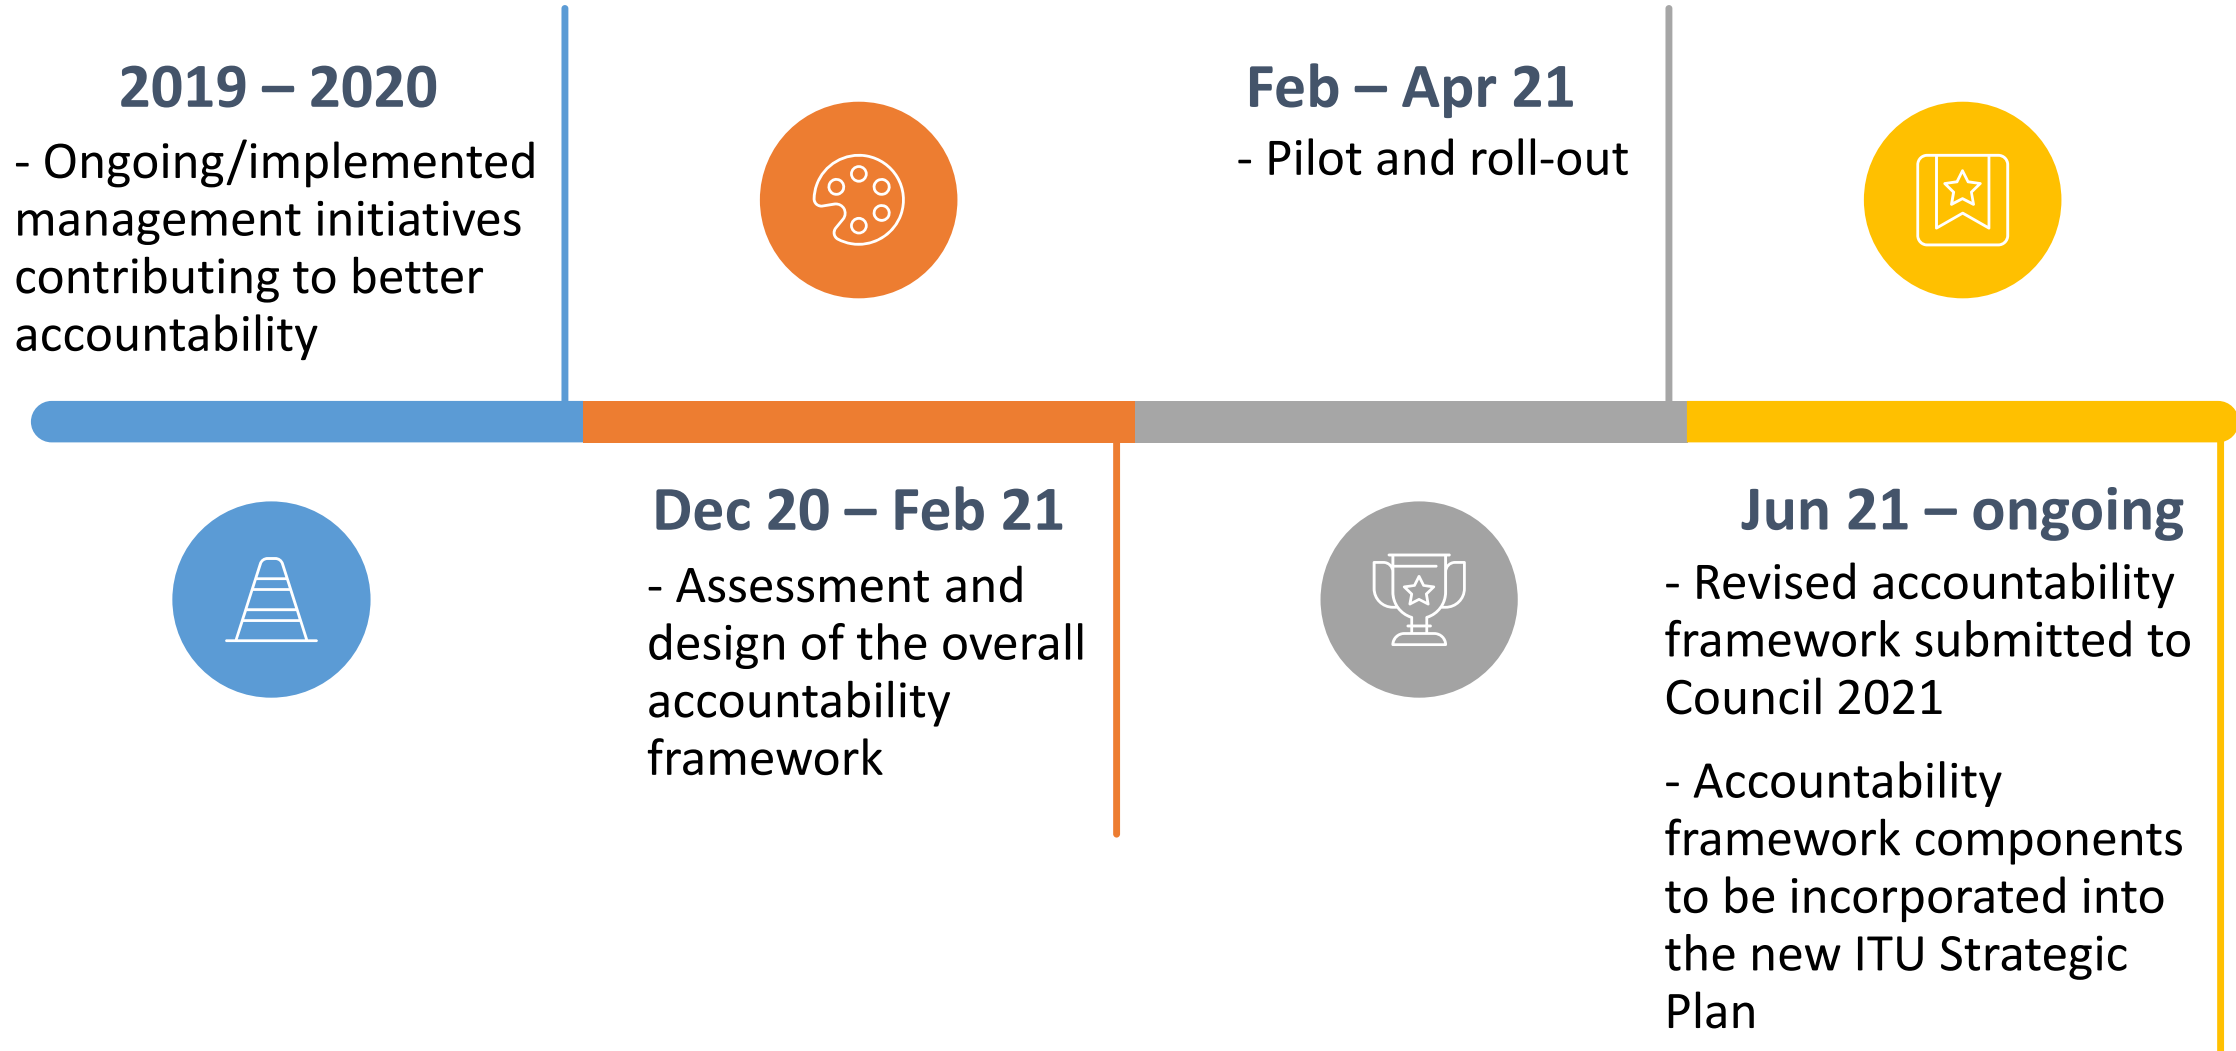 2019 – 2020
- Ongoing/implemented
management initiatives
contributing to better
accountability
Dec 20 – Feb 21
- Assessment and
design of the overall
accountability
framework
Feb – Apr 21
- Pilot and roll-out
Jun 21 – ongoing
- Revised accountability
framework submitted to
Council 2021
- Accountability
framework components
to be incorporated into
the new ITU Strategic
Plan